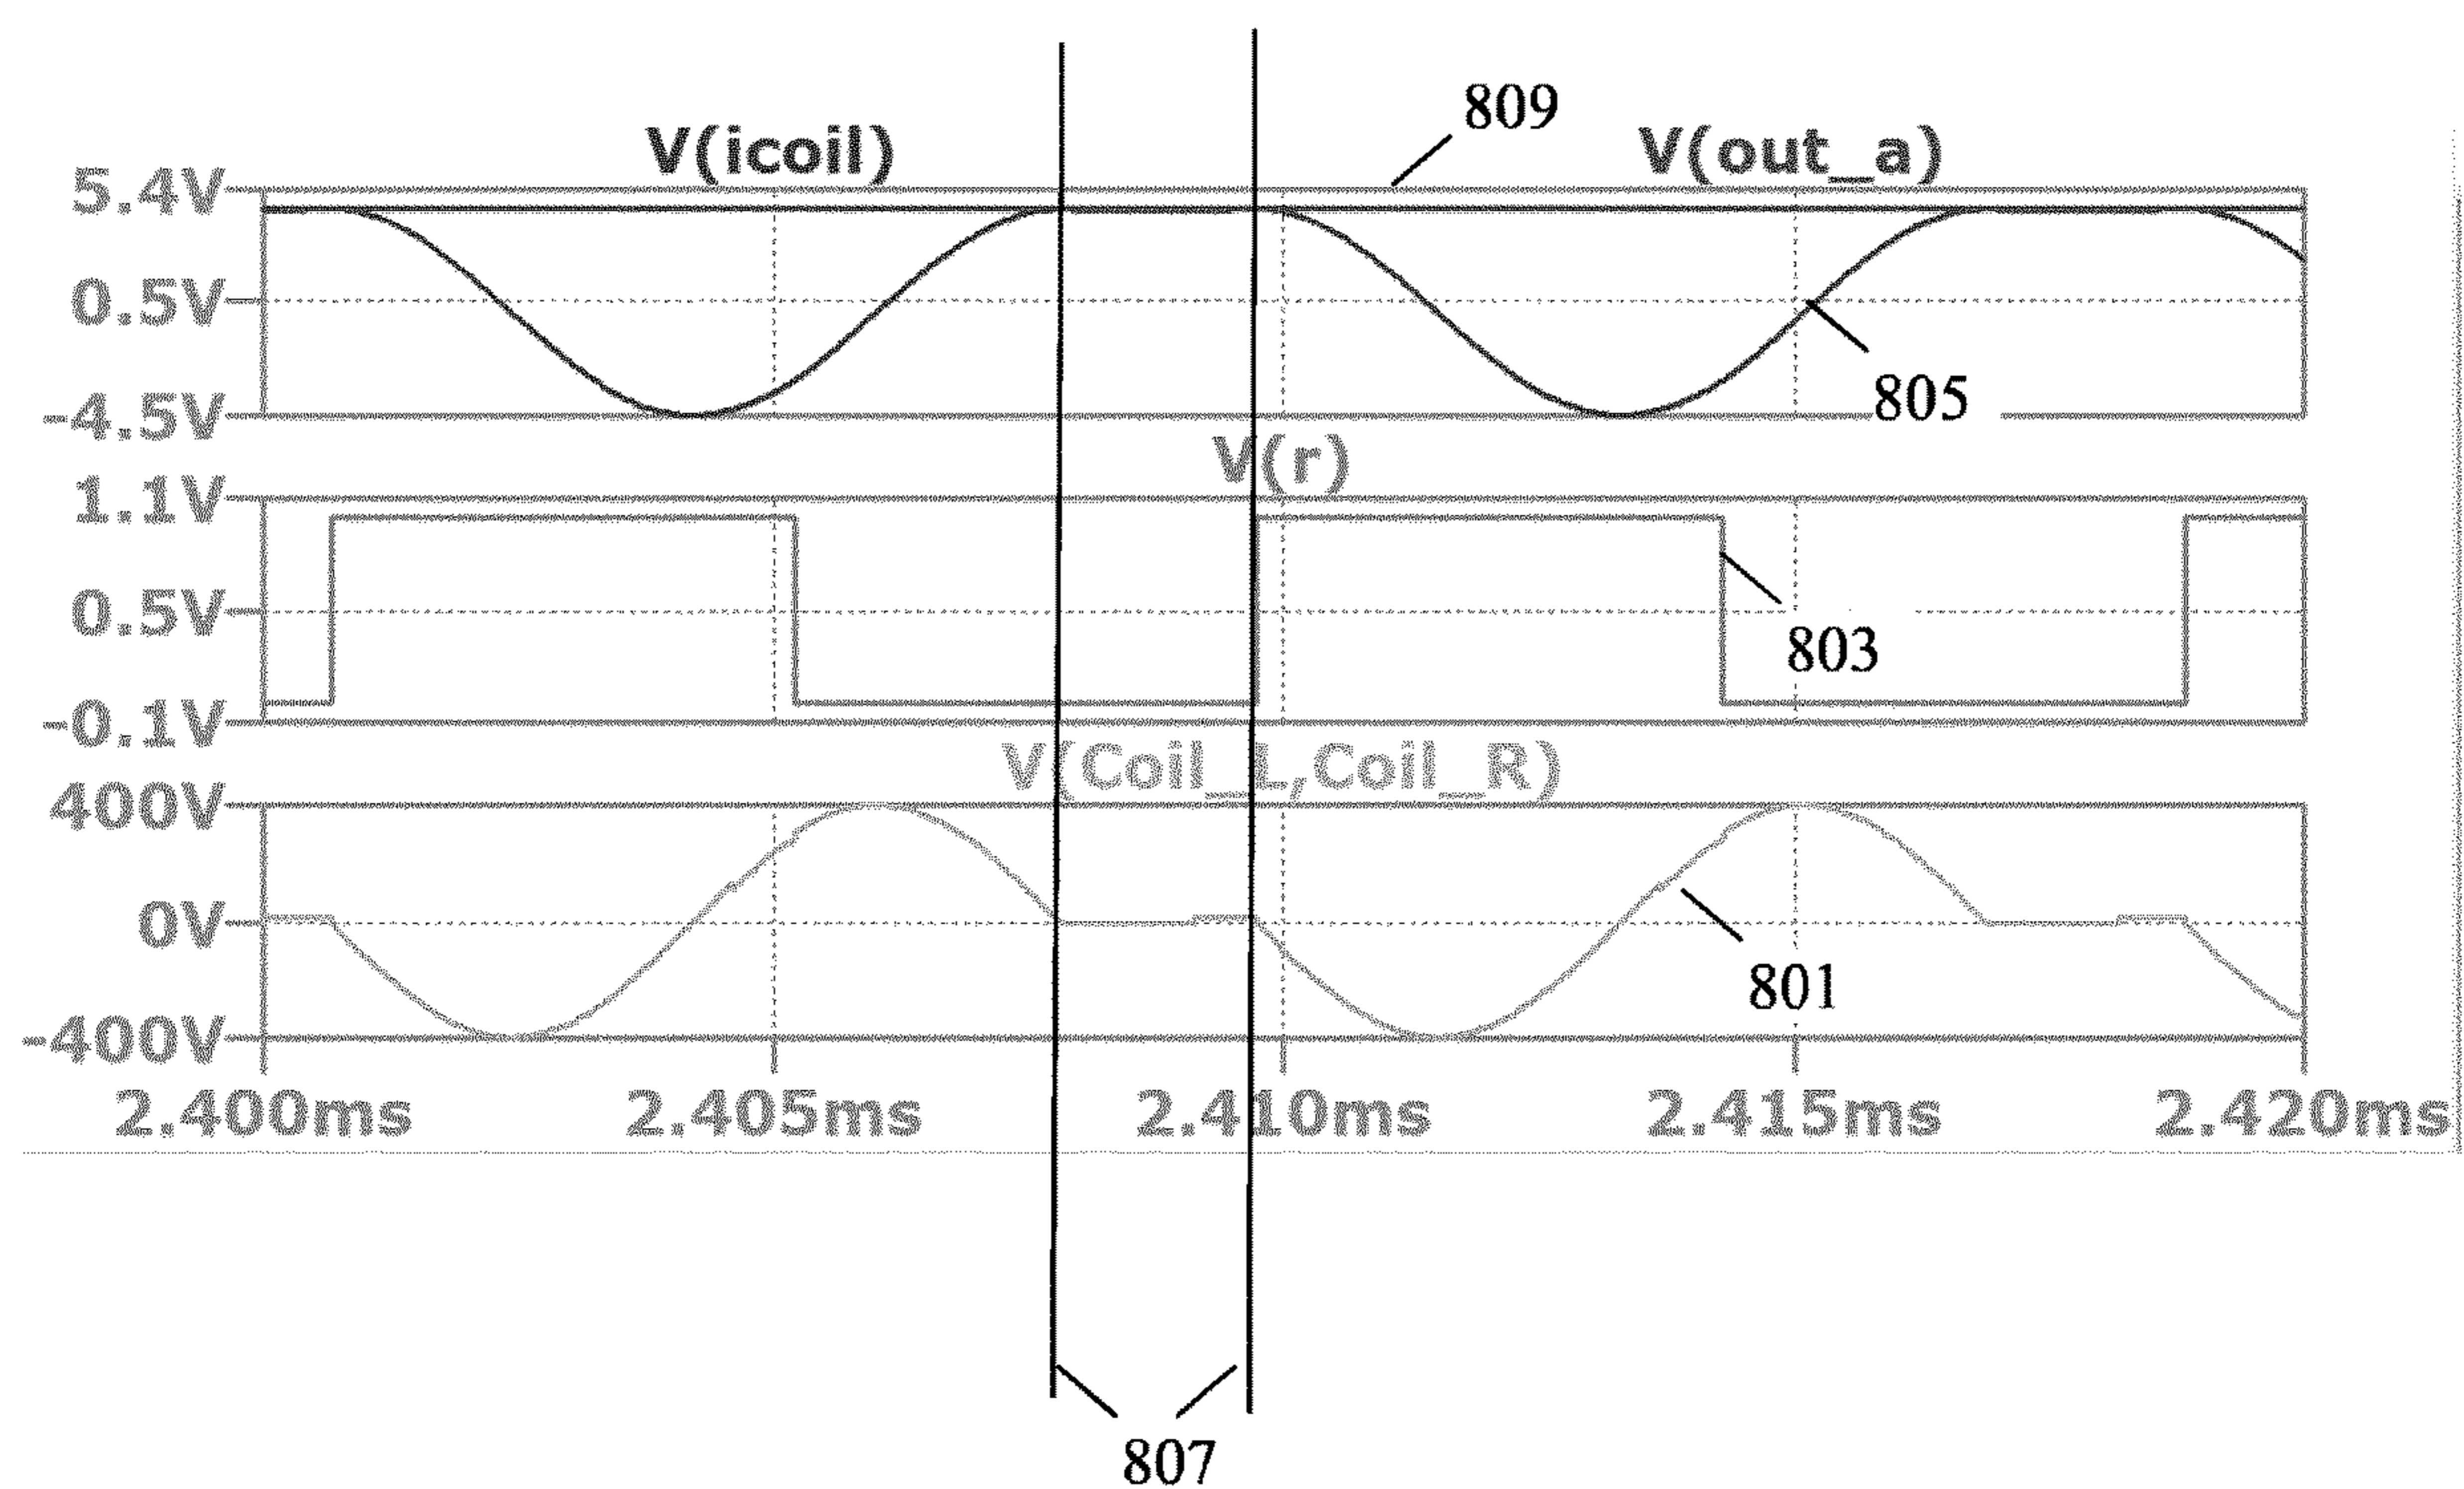 809
V(icoil) V(out_a)
5.4V
0.5V
-4.5V
805
V(r)
1.1V
0.5V
-0.1V
803
V(Coil_L,Coil_R)
400V
0V
-400V
801
2.400ms 2.405ms 2.410ms 2.415ms 2.420ms
807